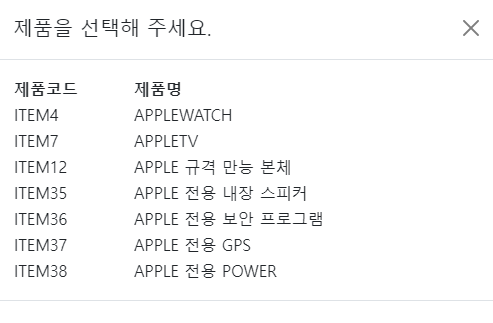 제품을 선택해 주세요.
제품코드 제품명
ITEM4 APPLEWATCH
ITEM7 APPLETV
ITEM12 APPLE 규격 만능 본체
ITEM35 APPLE 전용 내장 스피커
ITEM36 APPLE 전용 보안 프로그램
ITEM37 APPLE 전용 GPS
ITEM38 APPLE 전용 POWER